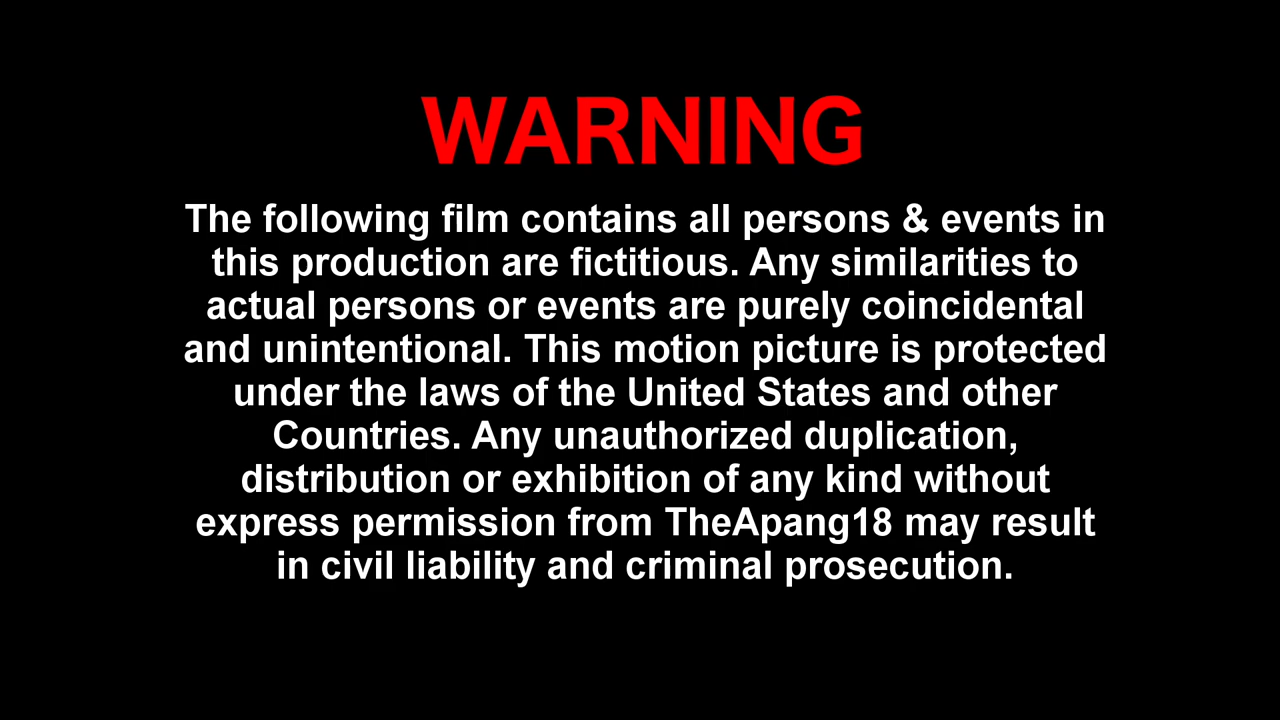 WARNING
The following film contains all persons & events in
this production are fictitious. Any similarities to
actual persons or events are purely coincidental
and unintentional. This motion picture is protected
under the laws of the United States and other
Countries. Any unauthorized duplication,
distribution or exhibition of any kind without
express permission from TheApang18 may result
in civil liability and criminal prosecution.